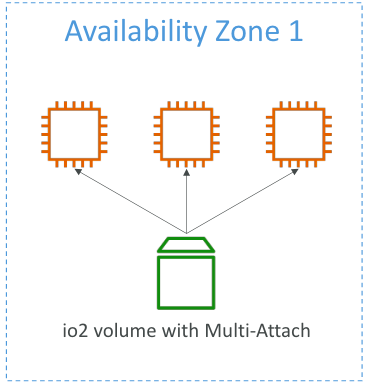 Availability Zone 1
io2 volume with Multi-Attach